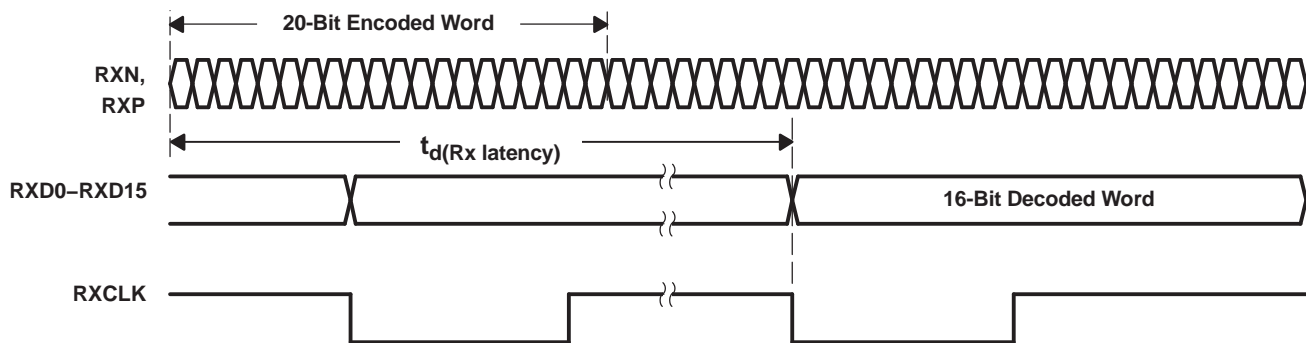 20-Bit Encoded Word
RXN,
RXP
td(Rx latency)
RXD0–RXD15
16-Bit Decoded Word
RXCLK